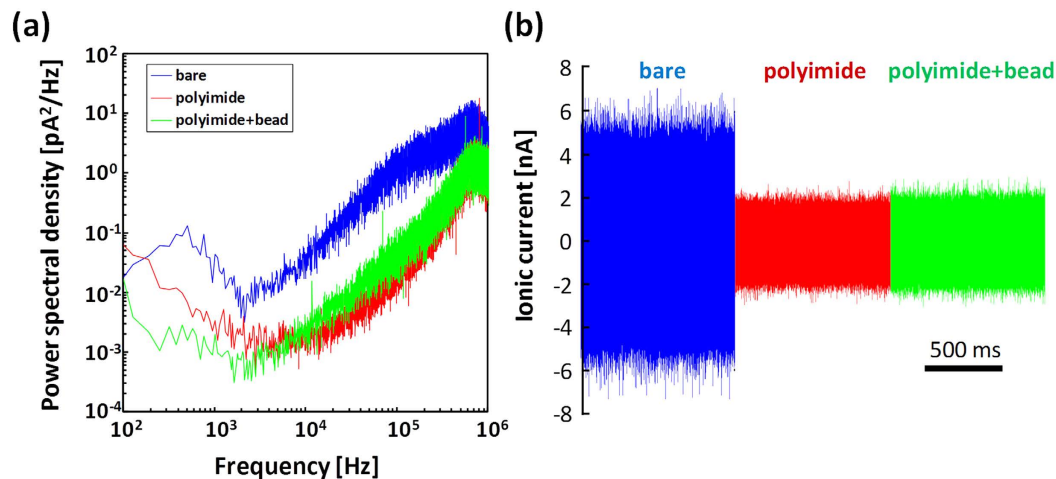 (a)
Power spectral density [pA²/Hz]
10²
10¹
10⁰
10⁻¹
10⁻²
10⁻³
10⁻⁴
bare
polyimide
polyimide+bead
10² 10³ 10⁴ 10⁵ 10⁶
Frequency [Hz]
(b)
bare polyimide polyimide+bead
Ionic current [nA]
8
6
4
2
0
-2
-4
-6
-8
500 ms